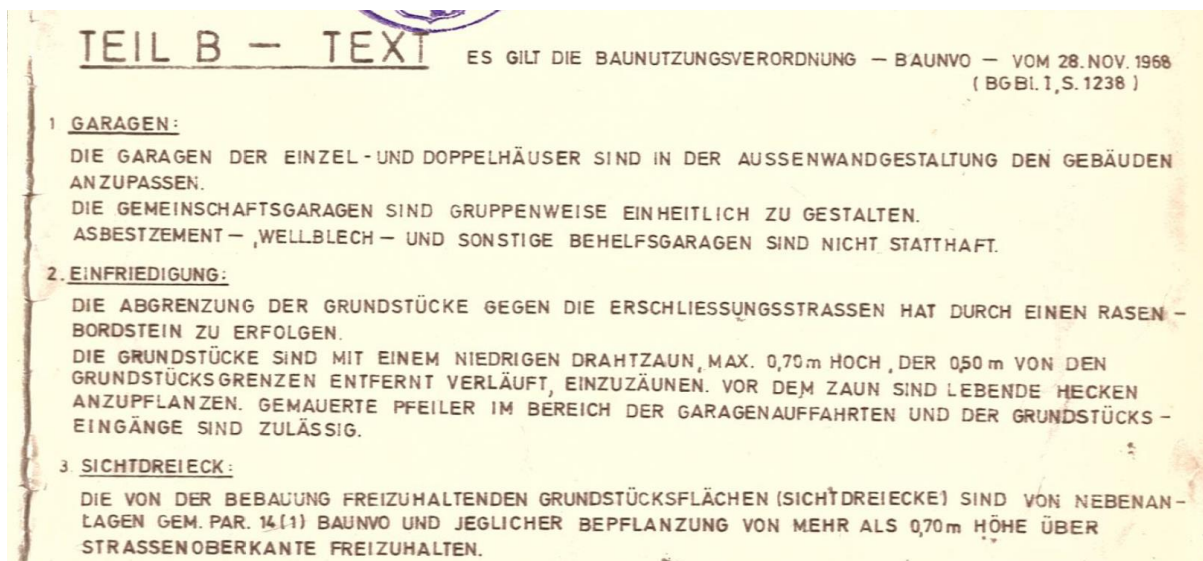 TEIL B — TEXT ES GILT DIE BAUNUTZUNGSVERORDNUNG — BAUNVO — VOM 28. NOV. 1968
( BGBl. I, S. 1238 )
1 GARAGEN:
DIE GARAGEN DER EINZEL-UND DOPPELHÄUSER SIND IN DER AUSSENWANDGESTALTUNG DEN GEBÄUDEN
ANZUPASSEN.
DIE GEMEINSCHAFTSGARAGEN SIND GRUPPENWEISE EINHEITLICH ZU GESTALTEN.
ASBESTZEMENT— ,WELLBLECH— UND SONSTIGE BEHELFSGARAGEN SIND NICHT STATTHAFT.
2. EINFRIEDIGUNG:
DIE ABGRENZUNG DER GRUNDSTÜCKE GEGEN DIE ERSCHLIESSUNGSSTRASSEN HAT DURCH EINEN RASEN –
BORDSTEIN ZU ERFOLGEN.
DIE GRUNDSTÜCKE SIND MIT EINEM NIEDRIGEN DRAHTZAUN, MAX. 0,70m HOCH , DER 0,50 m VON DEN
GRUNDSTÜCKSGRENZEN ENTFERNT VERLÄUFT, EINZUZÄUNEN. VOR DEM ZAUN SIND LEBENDE HECKEN
ANZUPFLANZEN. GEMAUERTE PFEILER IM BEREICH DER GARAGENAUFFAHRTEN UND DER GRUNDSTÜCKS –
EINGÄNGE SIND ZULÄSSIG.
3. SICHTDREIECK:
DIE VON DER BEBAUUNG FREIZUHALTENDEN GRUNDSTÜCKSFLÄCHEN (SICHTDREIECKE) SIND VON NEBENAN –
LAGEN GEM. PAR. 14(1) BAUNVO UND JEGLICHER BEPFLANZUNG VON MEHR ALS 0,70m HÖHE ÜBER
STRASSENOBERKANTE FREIZUHALTEN.